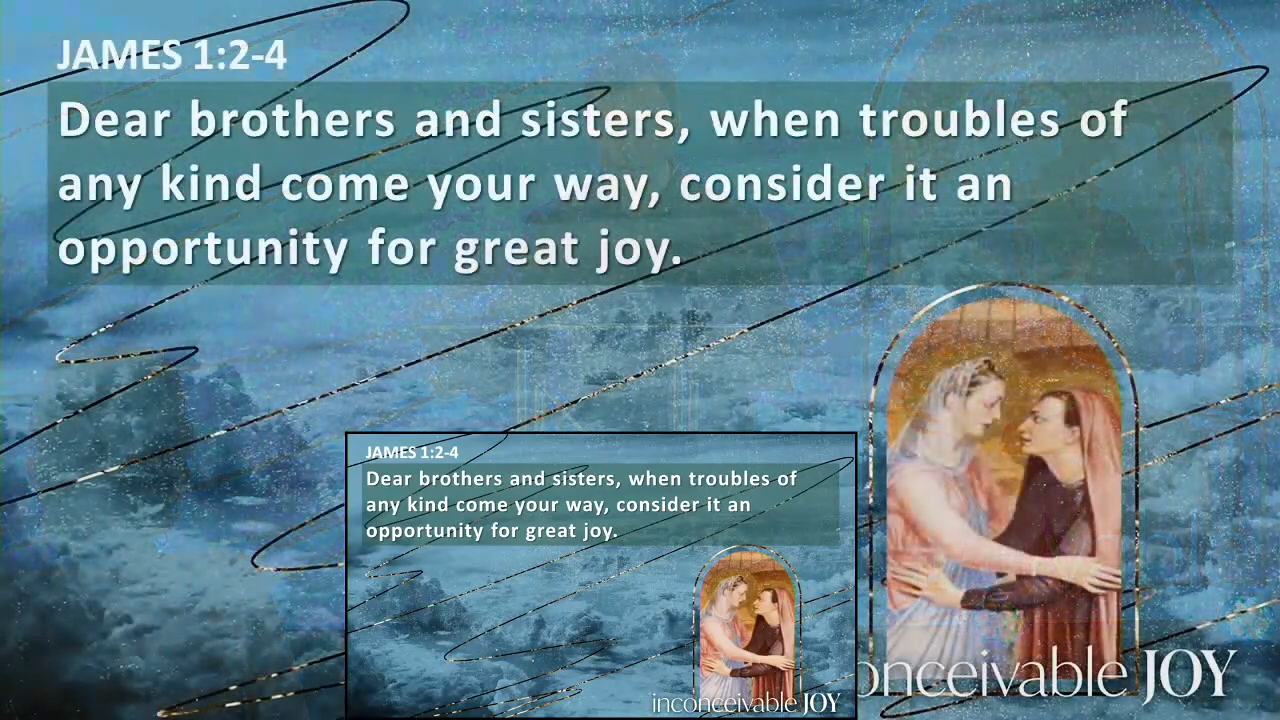 JAMES 1:2-4
Dear brothers and sisters, when troubles of
any kind come your way, consider it an
opportunity for great joy.
JAMES 1:2-4
Dear brothers and sisters, when troubles of
any kind come your way, consider it an
opportunity for great joy.
inconceivable JOY
onceivable JOY